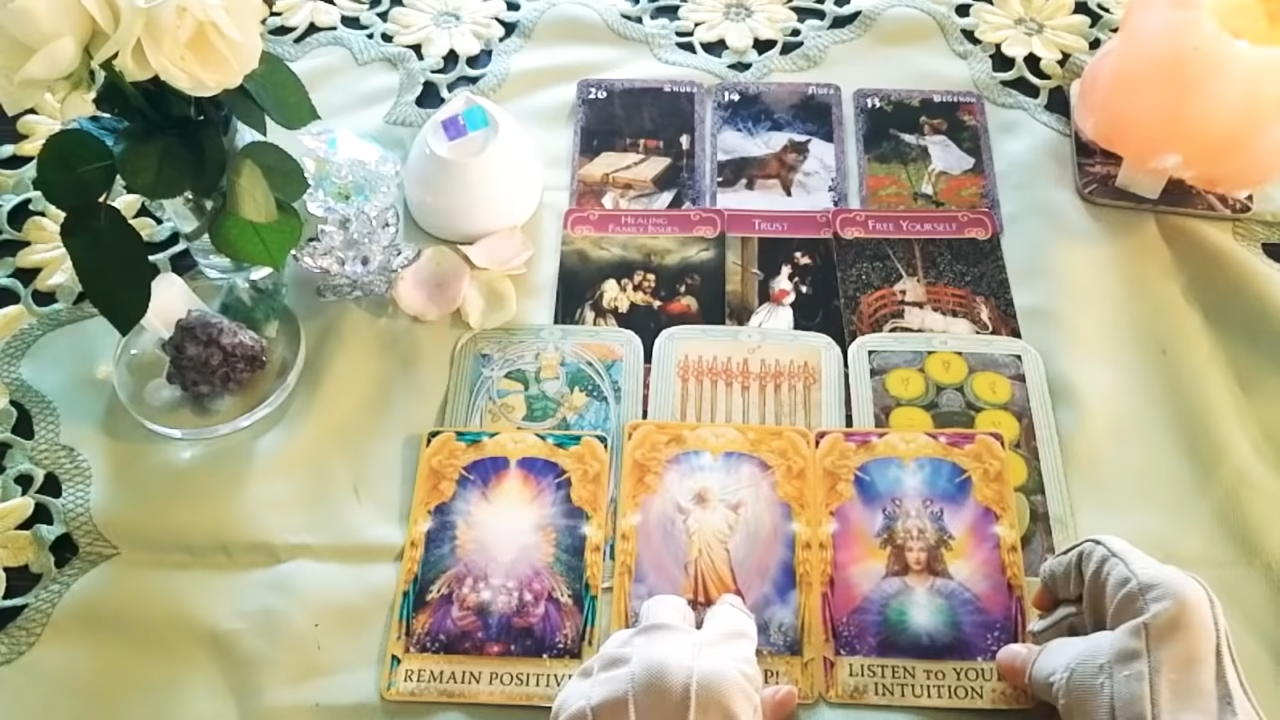 26
14
13
HEALING
FAMILY ISSUES
TRUST
FREE YOURSELF
REMAIN POSITIVE
P!
LISTEN TO YOUR
INTUITION